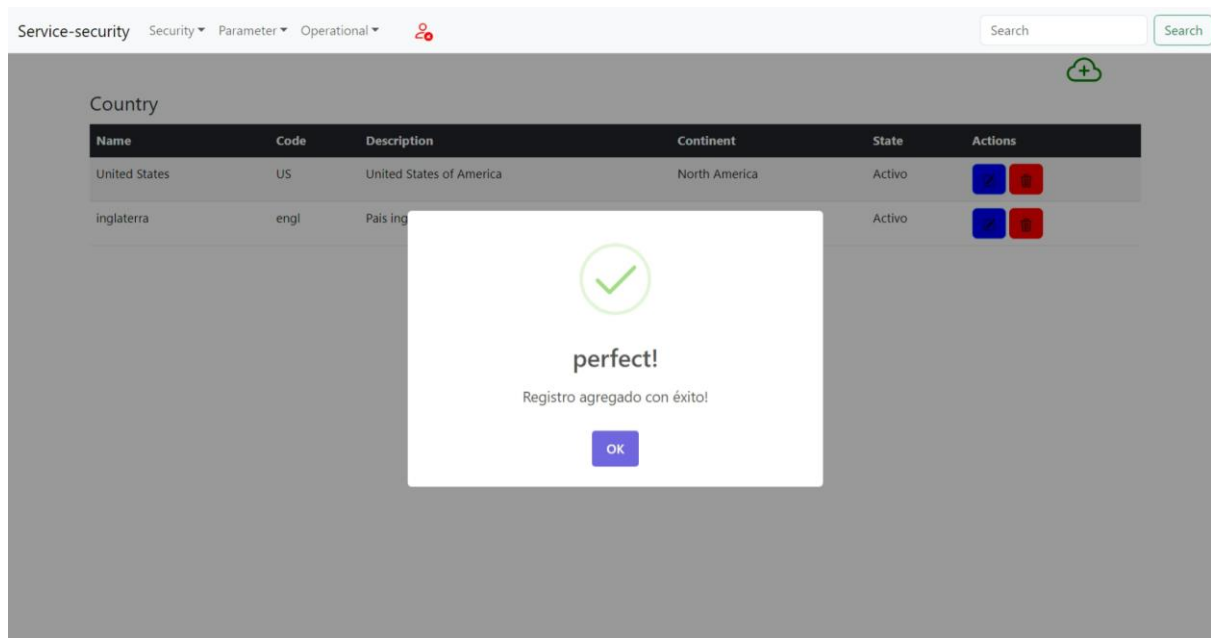 Service-security Security Parameter Operational Search Search
Country
Name Code Description Continent State Actions
United States US United States of America North America Activo
inglaterra engl Pais ing Activo
perfect!
Registro agregado con éxito!
OK